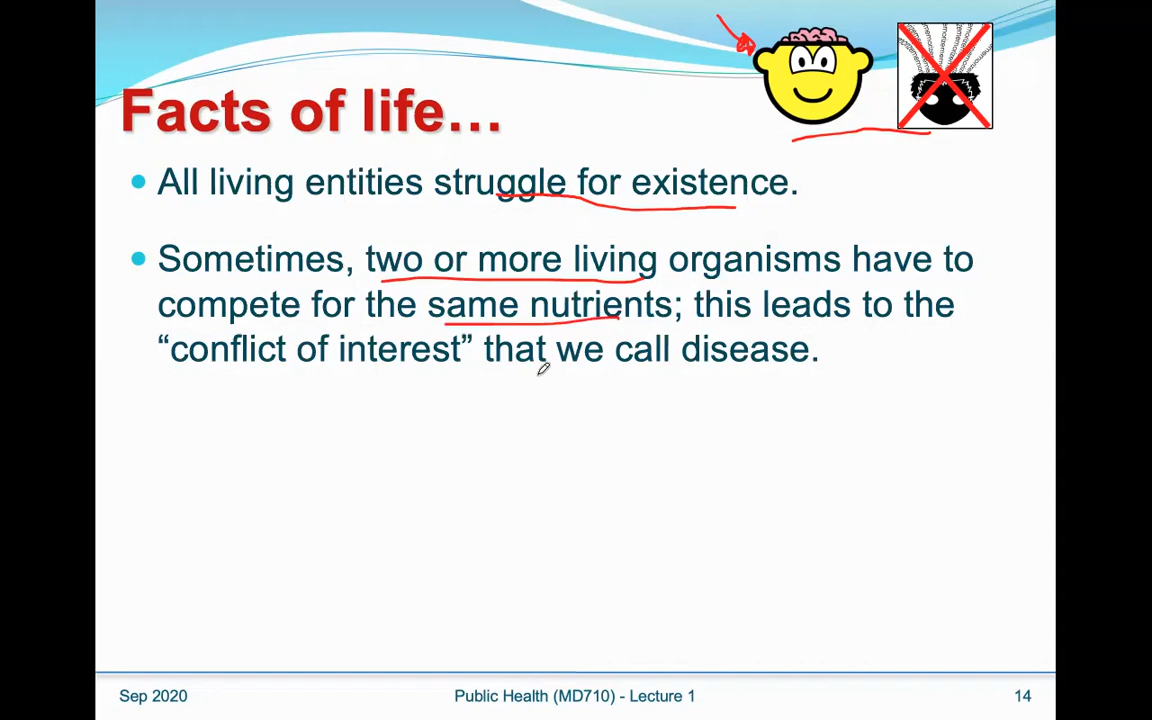 Facts of life…
All living entities struggle for existence.
Sometimes, two or more living organisms have to
compete for the same nutrients; this leads to the
“conflict of interest” that we call disease.
Sep 2020
Public Health (MD710) - Lecture 1
14